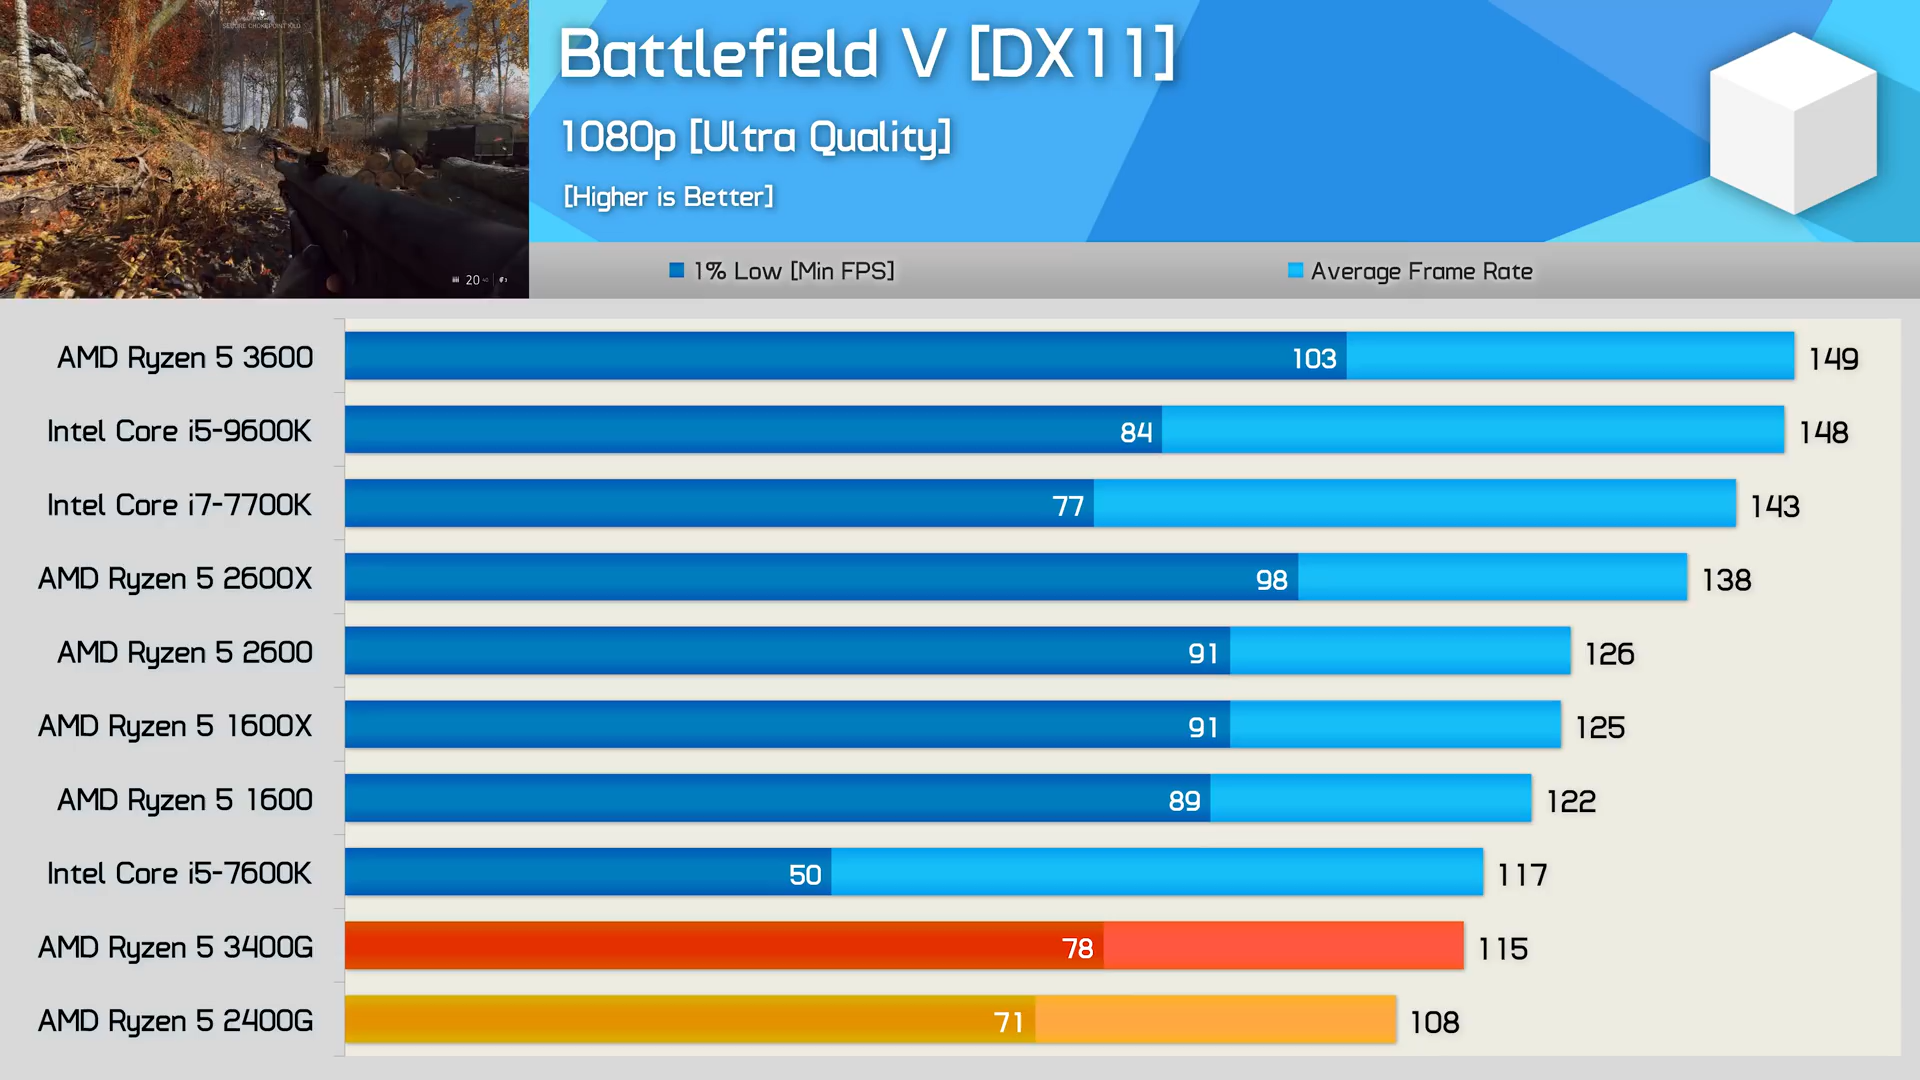 Battlefield V [DX11]
1080p [Ultra Quality]
[Higher is Better]
20
1% Low [Min FPS]
Average Frame Rate
AMD Ryzen 5 3600 103 149
Intel Core i5-9600K 84 148
Intel Core i7-7700K 77 143
AMD Ryzen 5 2600X 98 138
AMD Ryzen 5 2600 91 126
AMD Ryzen 5 1600X 91 125
AMD Ryzen 5 1600 89 122
Intel Core i5-7600K 50 117
AMD Ryzen 5 3400G 78 115
AMD Ryzen 5 2400G 71 108